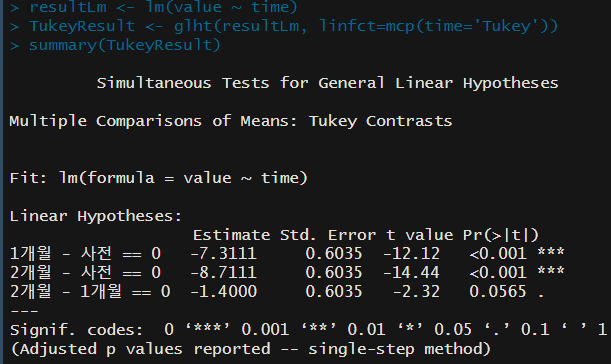 > resultLm <- lm(value ~ time)
> TukeyResult <- glht(resultLm, linfct=mcp(time='Tukey'))
> summary(TukeyResult)
Simultaneous Tests for General Linear Hypotheses
Multiple Comparisons of Means: Tukey Contrasts
Fit: lm(formula = value ~ time)
Linear Hypotheses:
Estimate Std. Error t value Pr(>|t|)
1개월 - 사전 == 0 -7.3111 0.6035 -12.12 <0.001 ***
2개월 - 사전 == 0 -8.7111 0.6035 -14.44 <0.001 ***
2개월 - 1개월 == 0 -1.4000 0.6035 -2.32 0.0565 .
---
Signif. codes: 0 ‘***’ 0.001 ‘**’ 0.01 ‘*’ 0.05 ‘.’ 0.1 ‘ ’ 1
(Adjusted p values reported -- single-step method)